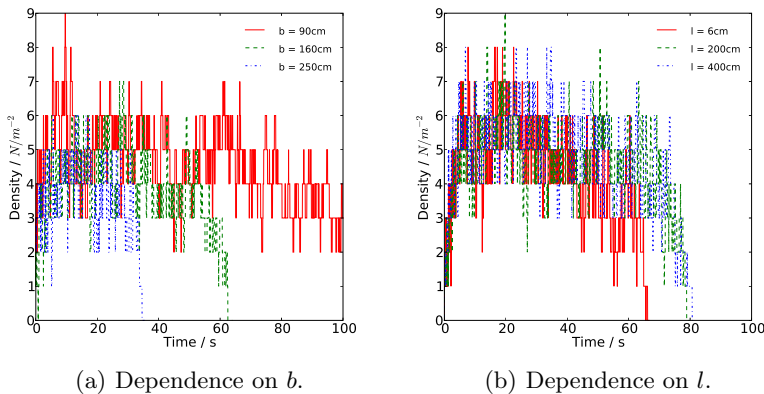 9
8
7
6
5
4
3
2
1
0
Density / N/m⁻²
0 20 40 60 80 100
Time / s
b = 90cm
b = 160cm
b = 250cm
(a) Dependence on b.
9
8
7
6
5
4
3
2
1
0
Density / N/m⁻²
0 20 40 60 80 100
Time / s
l = 6cm
l = 200cm
l = 400cm
(b) Dependence on l.